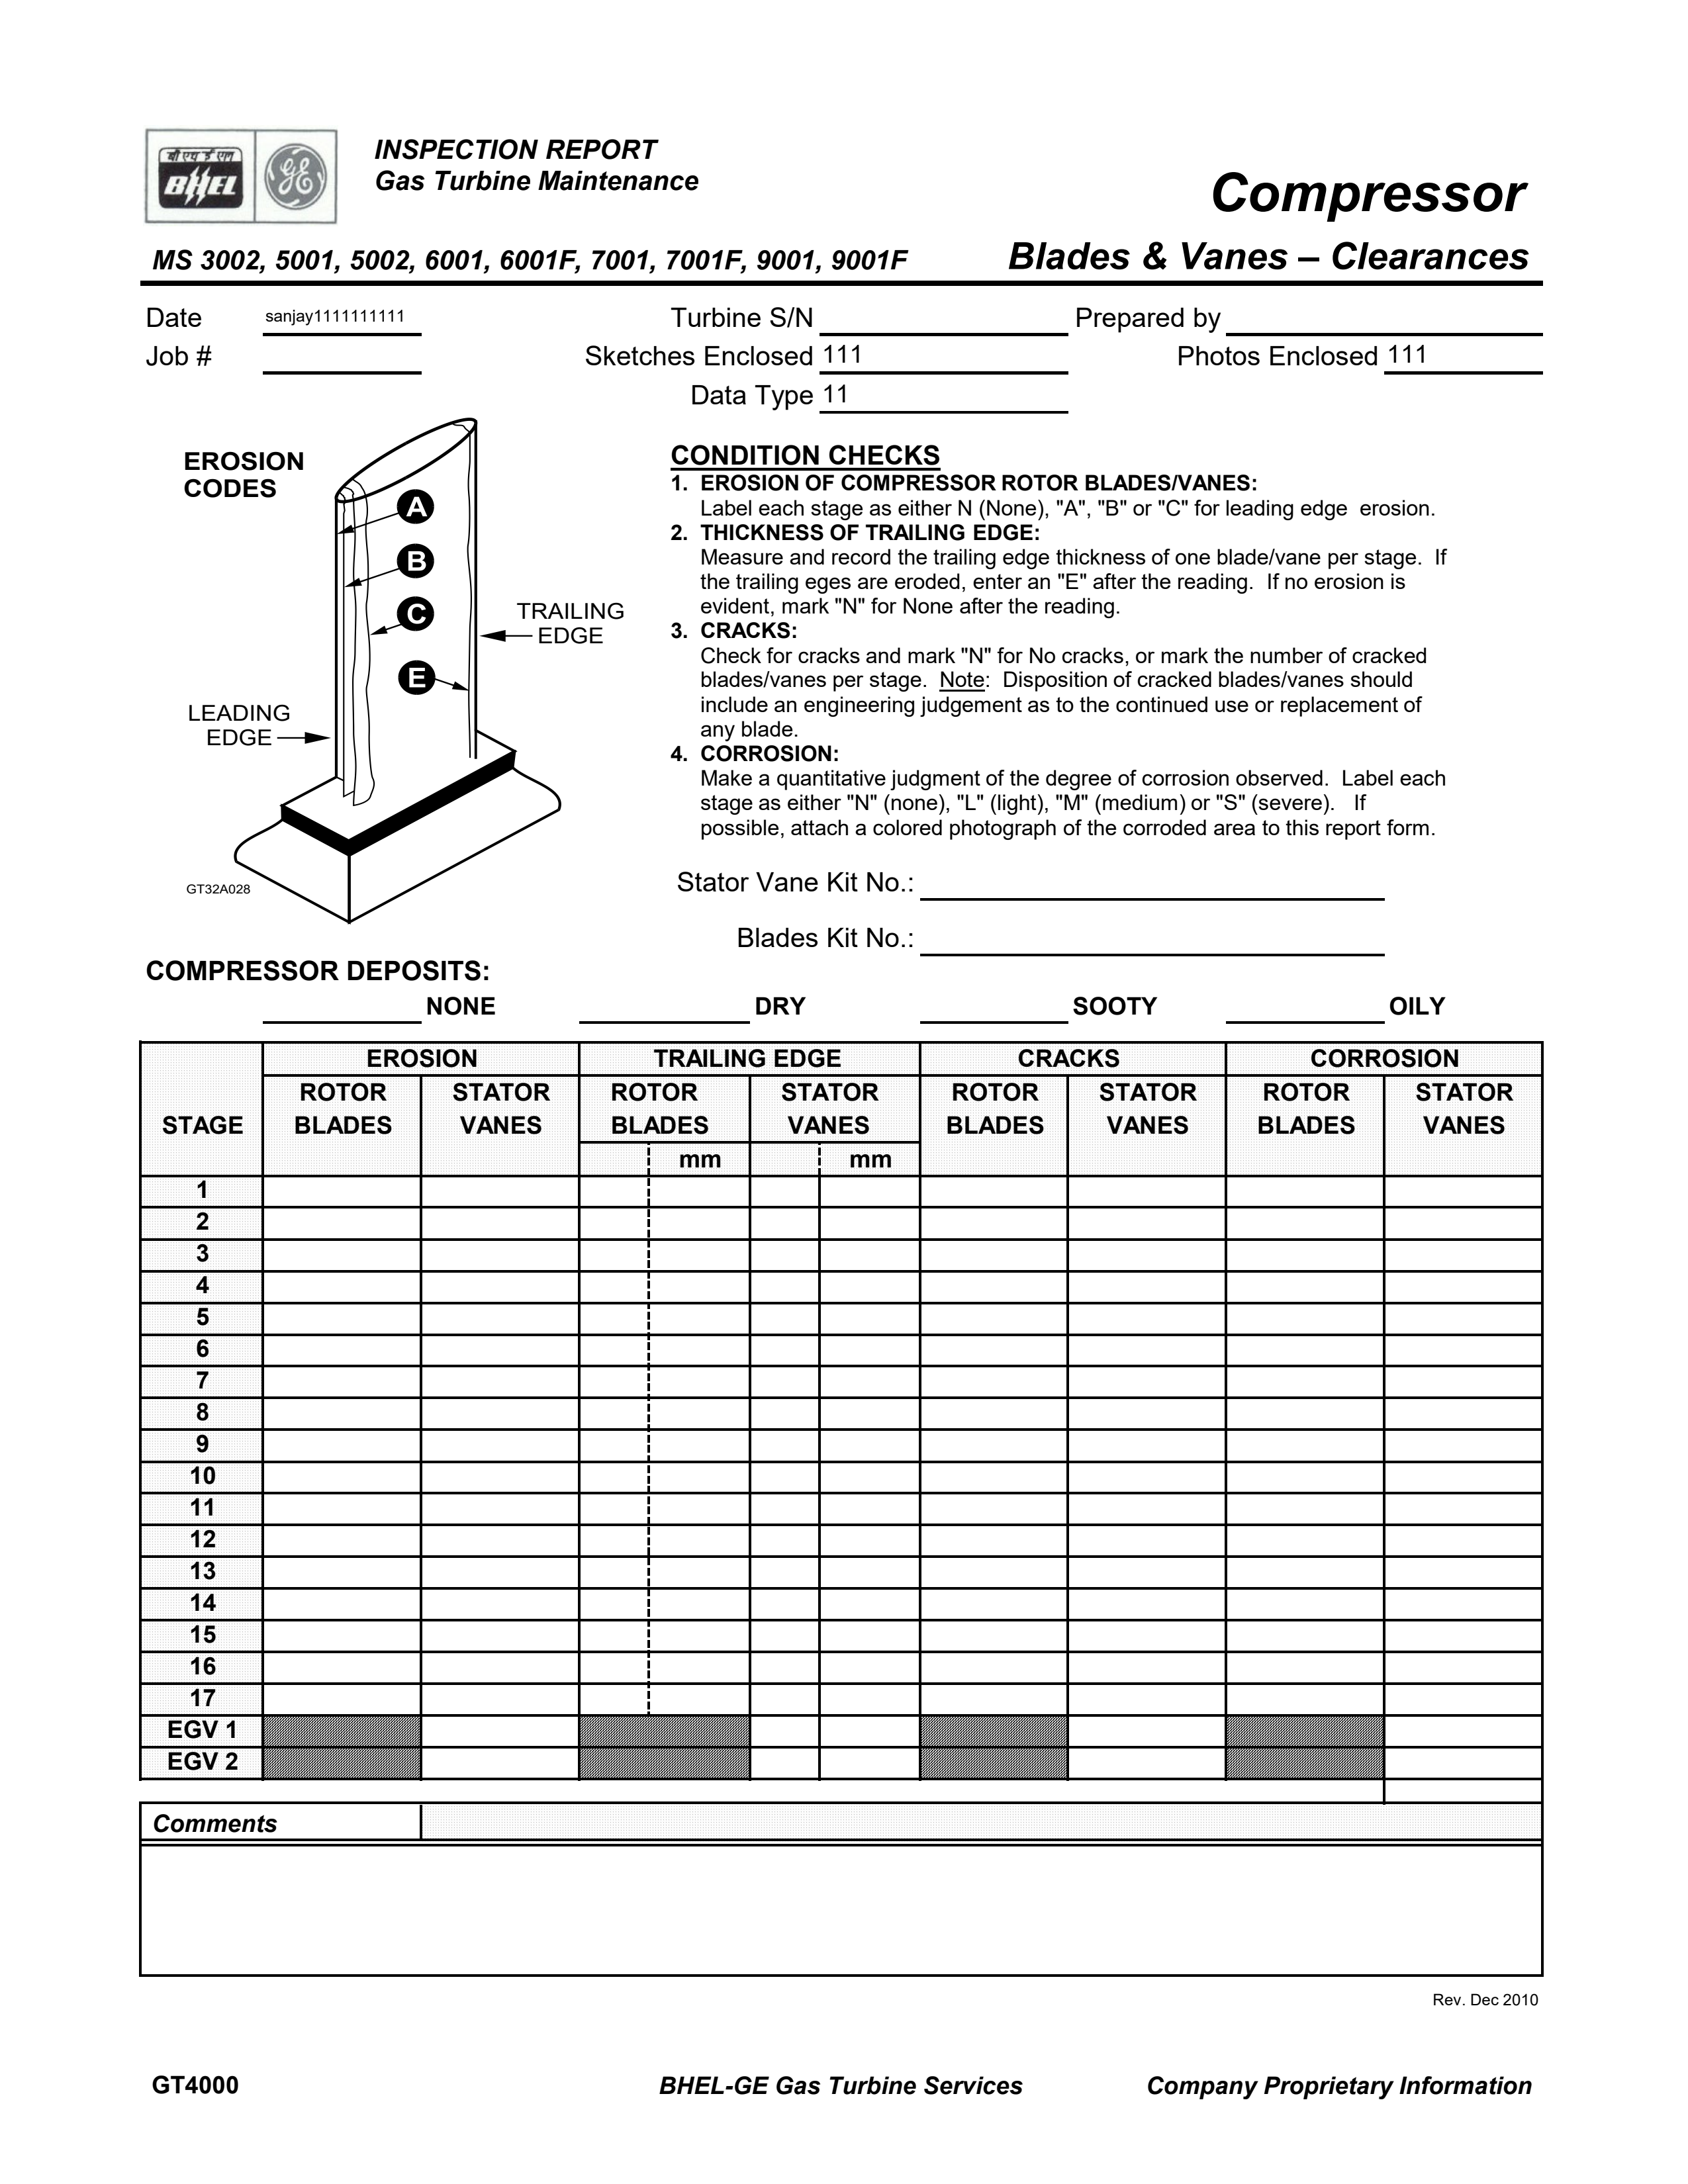 बी एच ई एल
BHEL
GE
INSPECTION REPORT
Gas Turbine Maintenance
Compressor
MS 3002, 5001, 5002, 6001, 6001F, 7001, 7001F, 9001, 9001F
Blades & Vanes – Clearances
Date sanjay1111111111 Turbine S/N Prepared by
Job # Sketches Enclosed 111 Photos Enclosed 111
Data Type 11
EROSION
CODES
A
B
C
E
TRAILING
EDGE
LEADING
EDGE
GT32A028
CONDITION CHECKS
1. EROSION OF COMPRESSOR ROTOR BLADES/VANES:
Label each stage as either N (None), "A", "B" or "C" for leading edge erosion.
2. THICKNESS OF TRAILING EDGE:
Measure and record the trailing edge thickness of one blade/vane per stage. If
the trailing eges are eroded, enter an "E" after the reading. If no erosion is
evident, mark "N" for None after the reading.
3. CRACKS:
Check for cracks and mark "N" for No cracks, or mark the number of cracked
blades/vanes per stage. Note: Disposition of cracked blades/vanes should
include an engineering judgement as to the continued use or replacement of
any blade.
4. CORROSION:
Make a quantitative judgment of the degree of corrosion observed. Label each
stage as either "N" (none), "L" (light), "M" (medium) or "S" (severe). If
possible, attach a colored photograph of the corroded area to this report form.
Stator Vane Kit No.:
Blades Kit No.:
COMPRESSOR DEPOSITS:
NONE DRY SOOTY OILY
EROSION TRAILING EDGE CRACKS CORROSION
ROTOR STATOR ROTOR STATOR ROTOR STATOR ROTOR STATOR
STAGE BLADES VANES BLADES VANES BLADES VANES BLADES VANES
mm mm
1
2
3
4
5
6
7
8
9
10
11
12
13
14
15
16
17
EGV 1
EGV 2
Comments
Rev. Dec 2010
GT4000 BHEL-GE Gas Turbine Services Company Proprietary Information